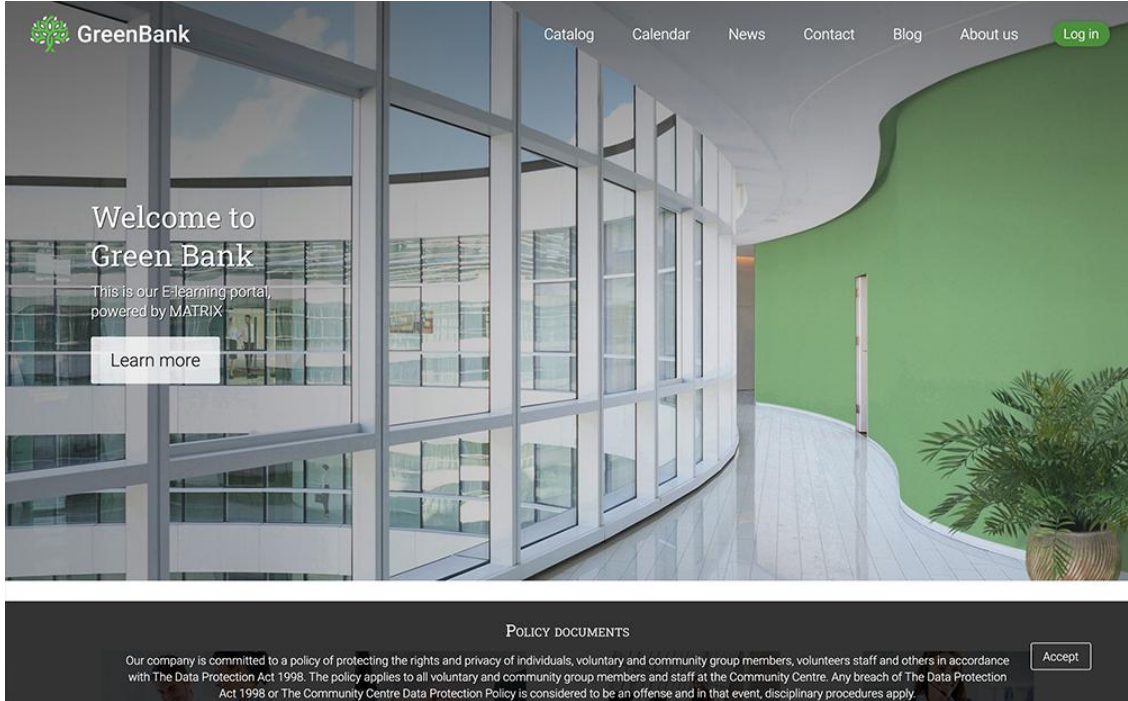 GreenBank
Catalog
Calendar
News
Contact
Blog
About us
Log in
Welcome to
Green Bank
This is our E-learning portal,
powered by MATRIX
Learn more
POLICY DOCUMENTS
Our company is committed to a policy of protecting the rights and privacy of individuals, voluntary and community group members, volunteers staff and others in accordance
with The Data Protection Act 1998. The policy applies to all voluntary and community group members and staff at the Community Centre. Any breach of The Data Protection
Act 1998 or The Community Centre Data Protection Policy is considered to be an offense and in that event, disciplinary procedures apply.
Accept